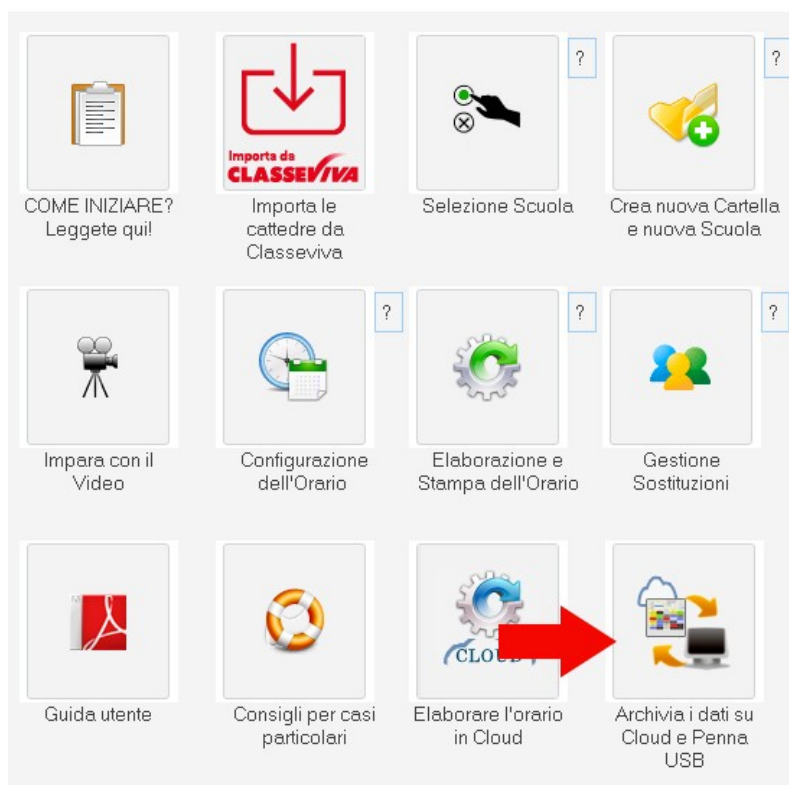 ?
?
Importa da
CLASSEVIVA
COME INIZIARE?
Leggete qui!
Importa le
cattedre da
Classeviva
Selezione Scuola
Crea nuova Cartella
e nuova Scuola
?
?
?
Impara con il
Video
Configurazione
dell'Orario
Elaborazione e
Stampa dell'Orario
Gestione
Sostituzioni
Guida utente
Consigli per casi
particolari
Elaborare l'orario
in Cloud
Archivia i dati su
Cloud e Penna
USB